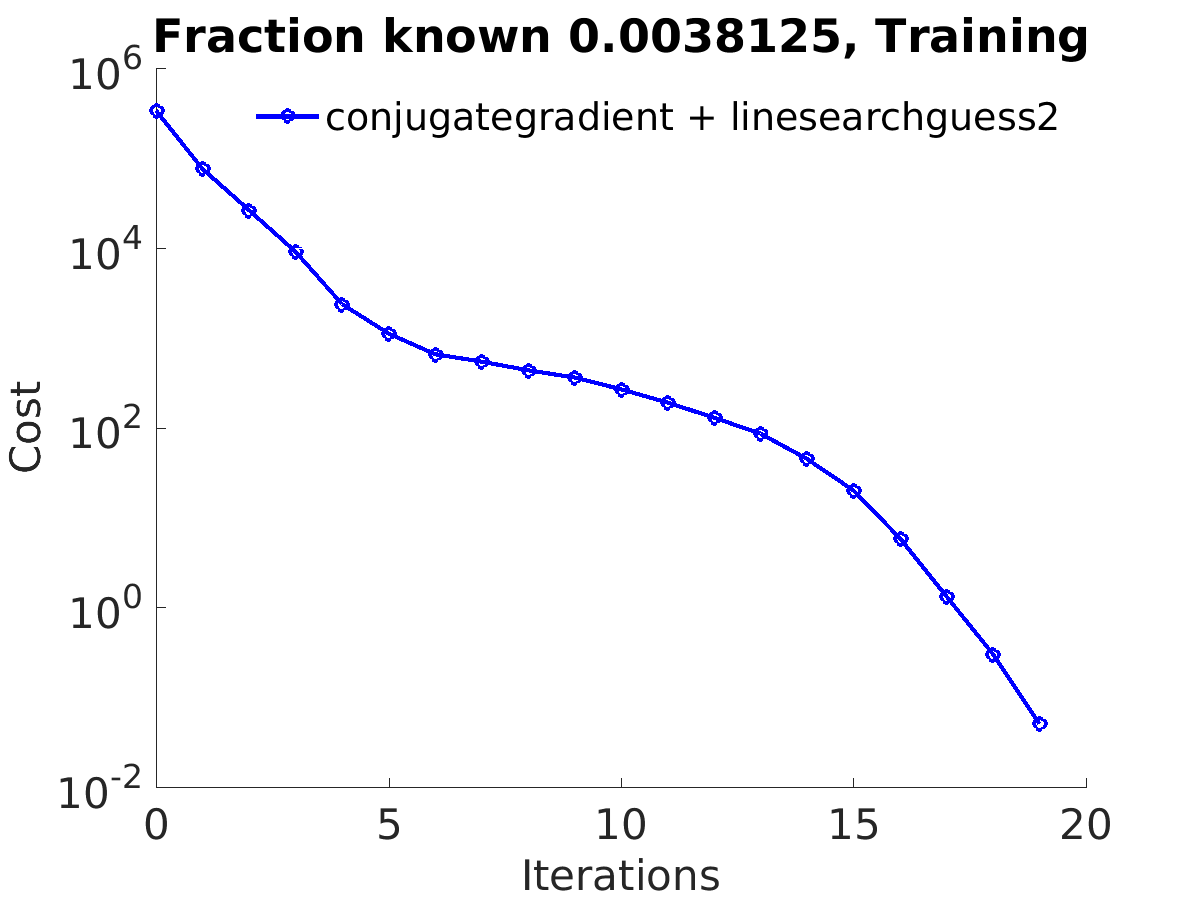 Fraction known 0.0038125, Training
conjugategradient + linesearchguess2
10^6
10^4
10^2
10^0
10^-2
Cost
0 5 10 15 20
Iterations